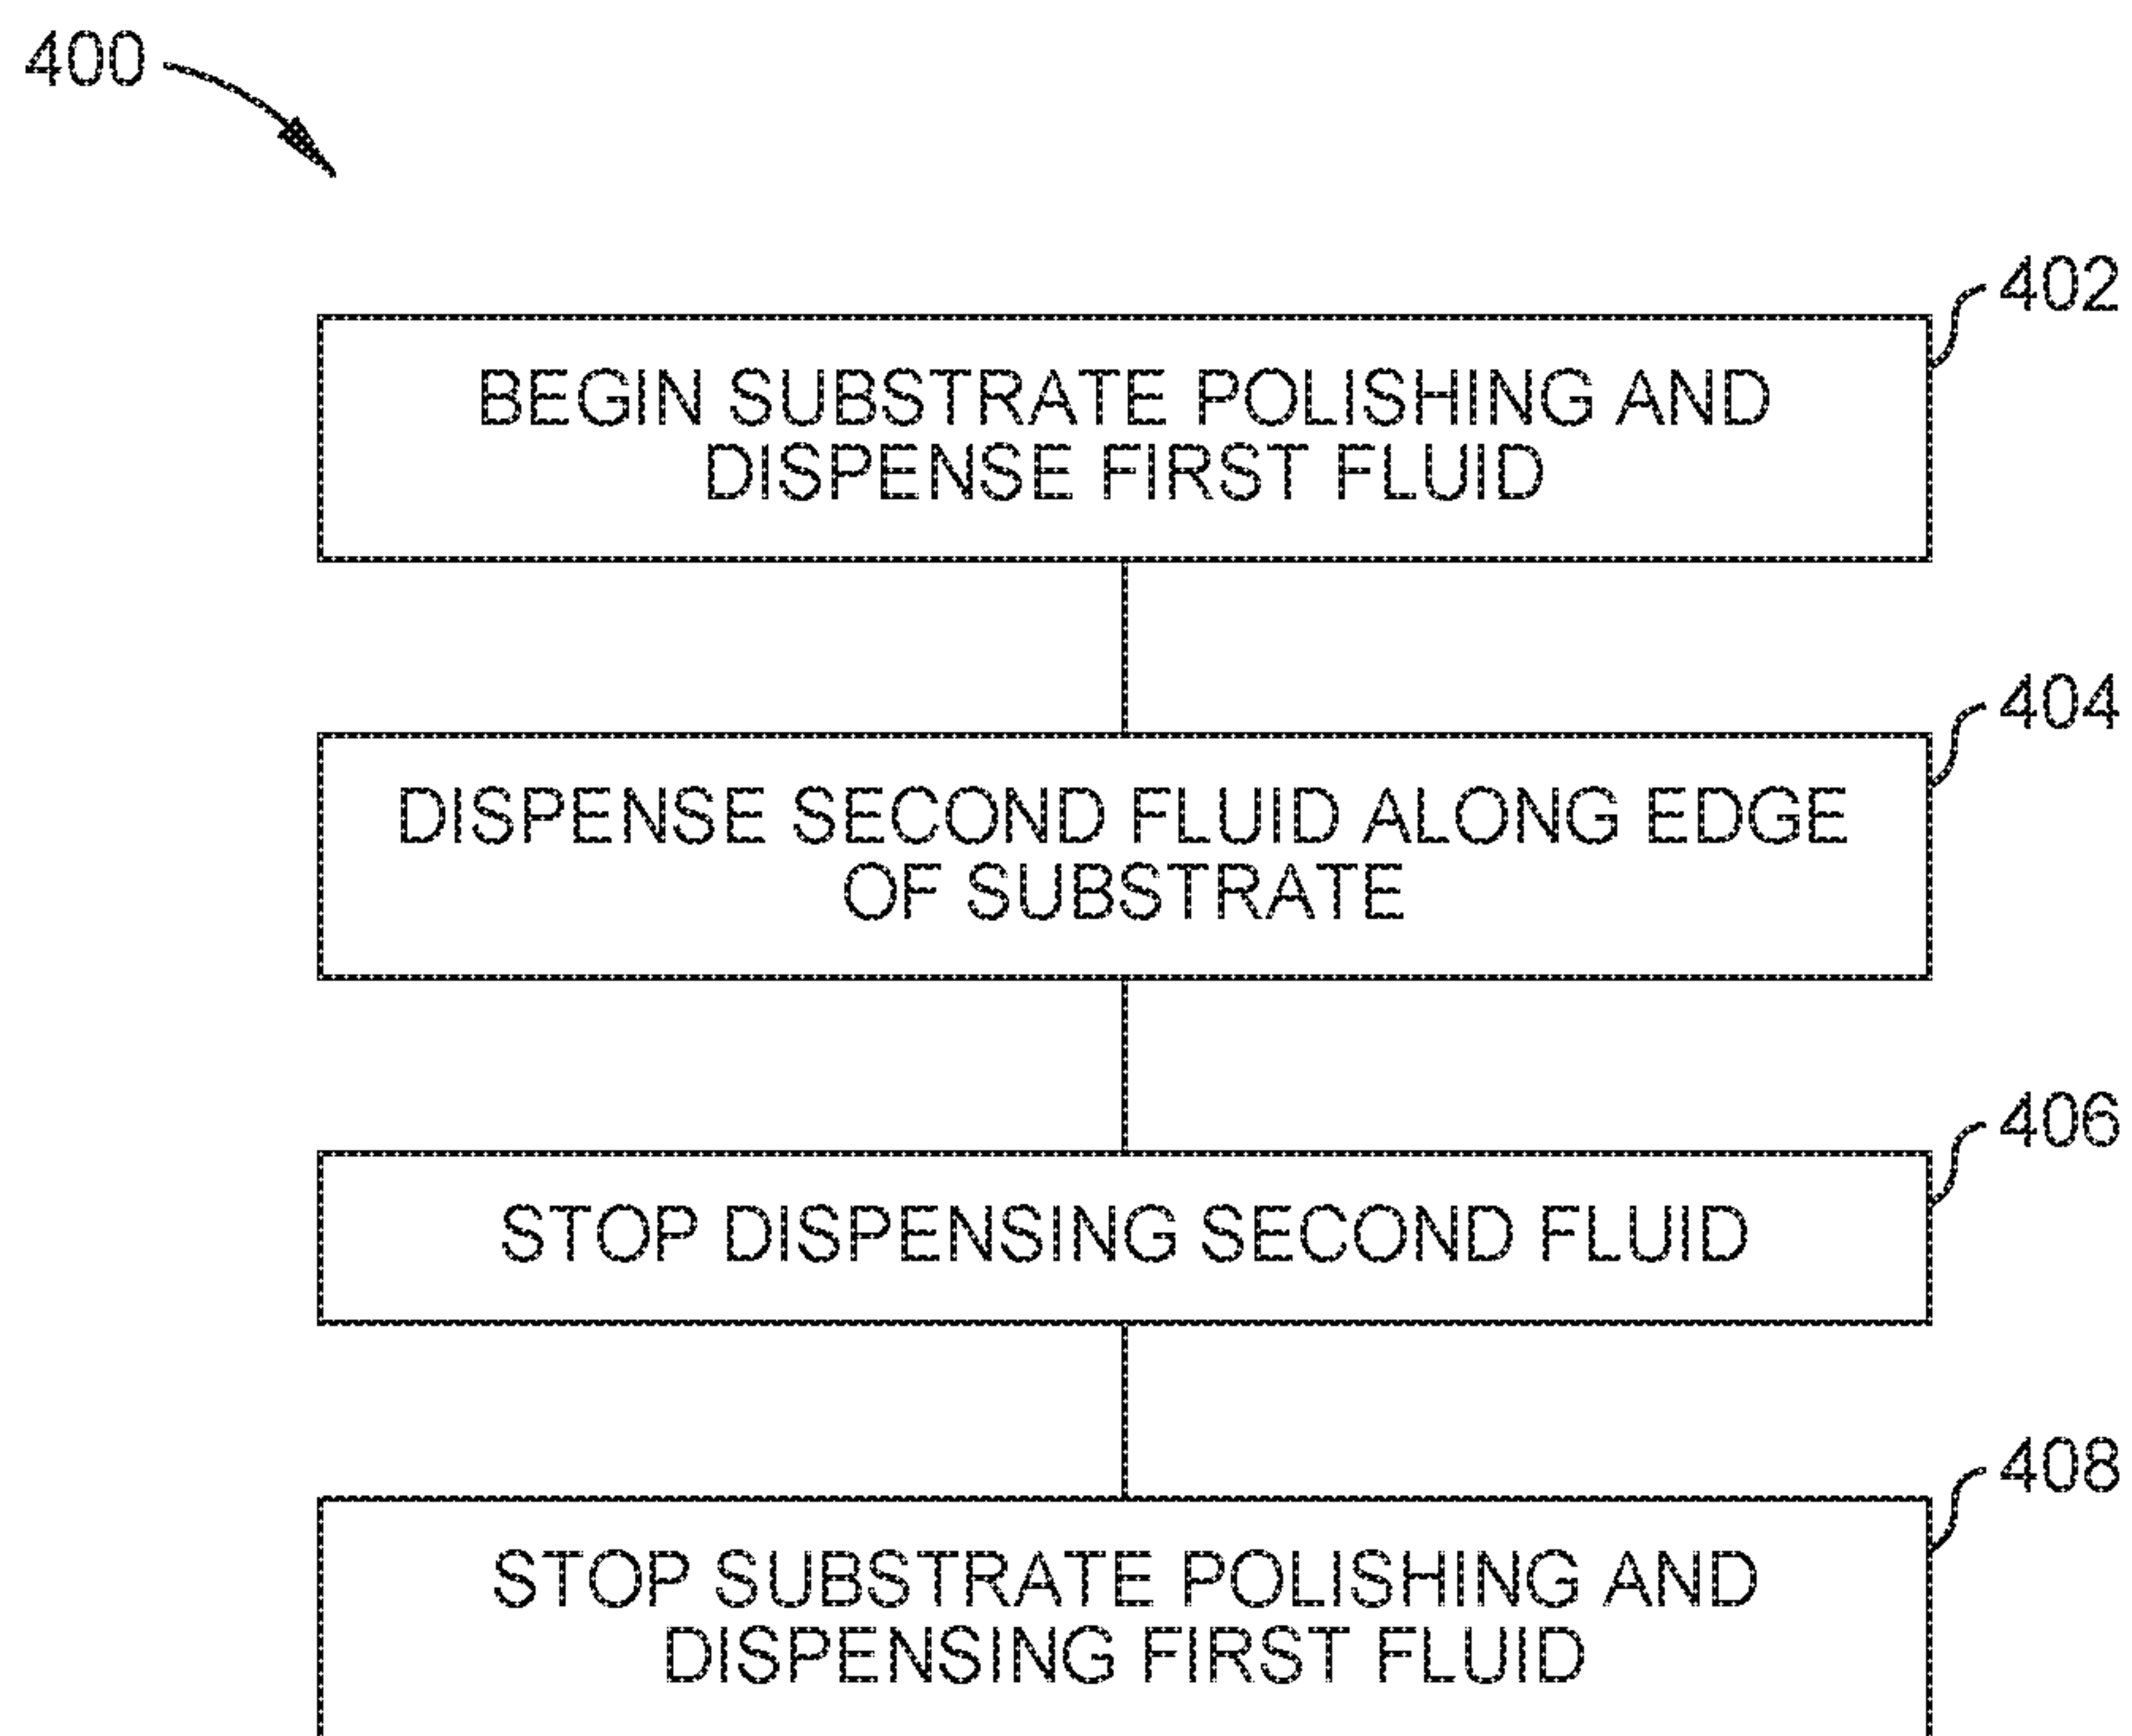 400
402
BEGIN SUBSTRATE POLISHING AND
DISPENSE FIRST FLUID
404
DISPENSE SECOND FLUID ALONG EDGE
OF SUBSTRATE
406
STOP DISPENSING SECOND FLUID
408
STOP SUBSTRATE POLISHING AND
DISPENSING FIRST FLUID